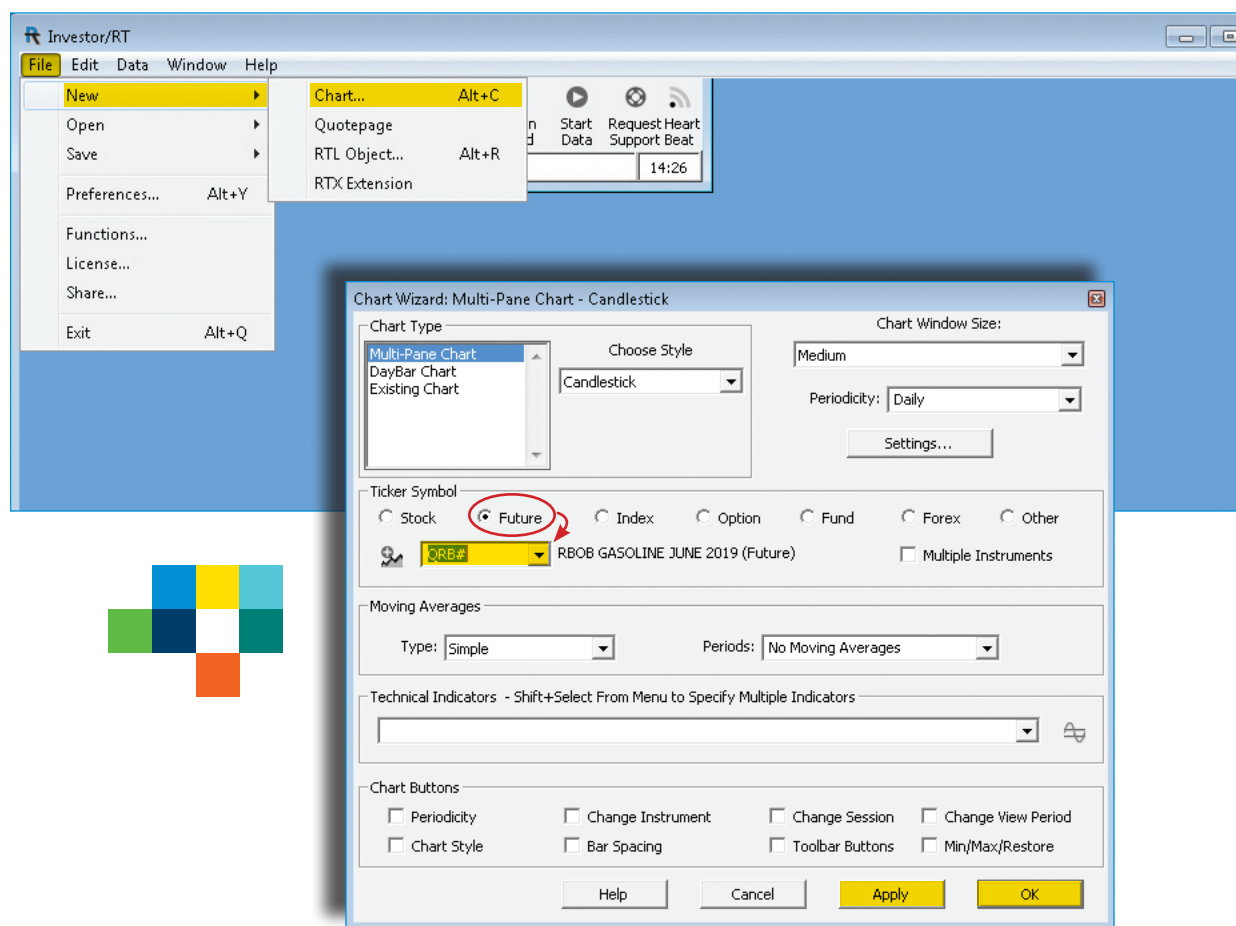 Investor/RT
File Edit Data Window Help
New
Open
Save
Preferences... Alt+Y
Functions...
License...
Share...
Exit Alt+Q
Chart... Alt+C
Quotepage
RTL Object... Alt+R
RTX Extension
Start Data
Request Support
Heart Beat
14:26
Chart Wizard: Multi-Pane Chart - Candlestick
Chart Type
Multi-Pane Chart
DayBar Chart
Existing Chart
Choose Style
Candlestick
Chart Window Size:
Medium
Periodicity: Daily
Settings...
Ticker Symbol
Stock Future Index Option Fund Forex Other
QRB# RBOB GASOLINE JUNE 2019 (Future) Multiple Instruments
Moving Averages
Type: Simple Periods: No Moving Averages
Technical Indicators - Shift+Select From Menu to Specify Multiple Indicators
Chart Buttons
Periodicity Change Instrument Change Session Change View Period
Chart Style Bar Spacing Toolbar Buttons Min/Max/Restore
Help Cancel Apply OK